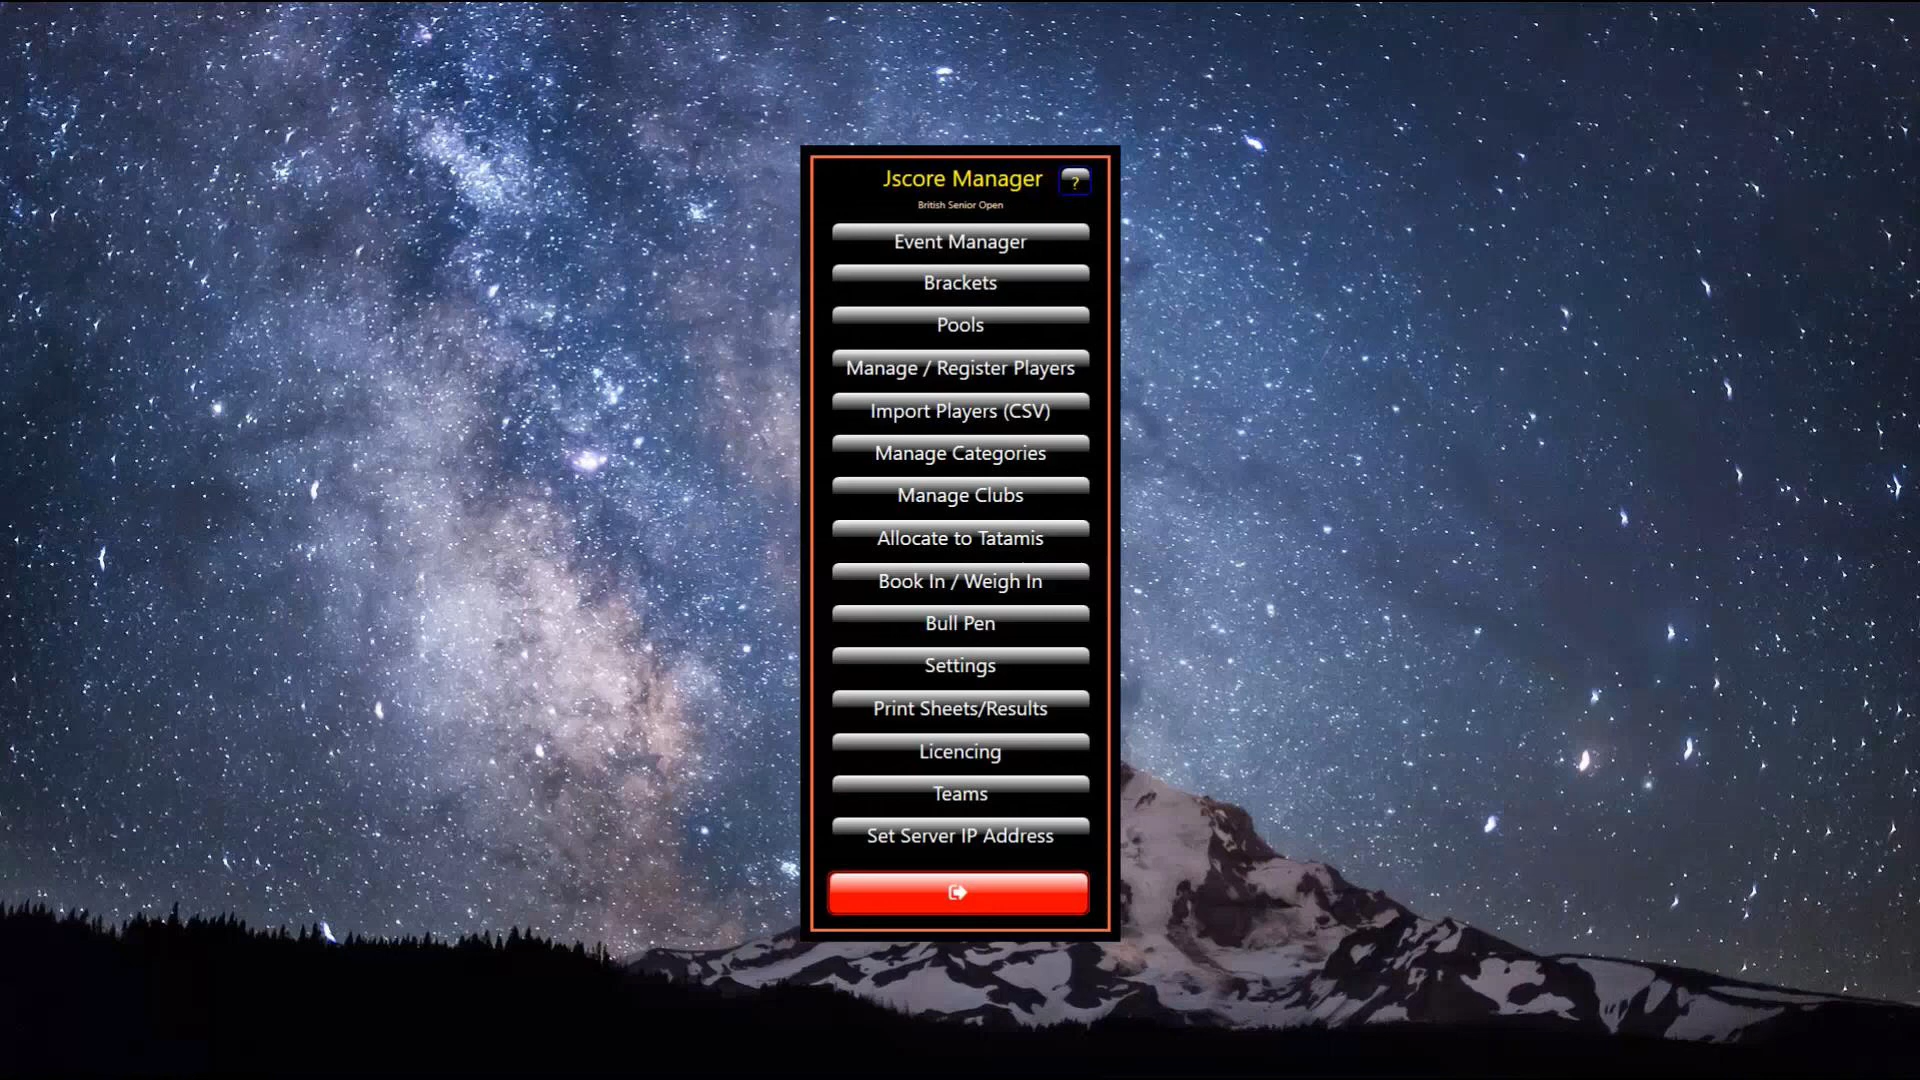 Jscore Manager
?
British Senior Open
Event Manager
Brackets
Pools
Manage / Register Players
Import Players (CSV)
Manage Categories
Manage Clubs
Allocate to Tatamis
Book In / Weigh In
Bull Pen
Settings
Print Sheets/Results
Licencing
Teams
Set Server IP Address